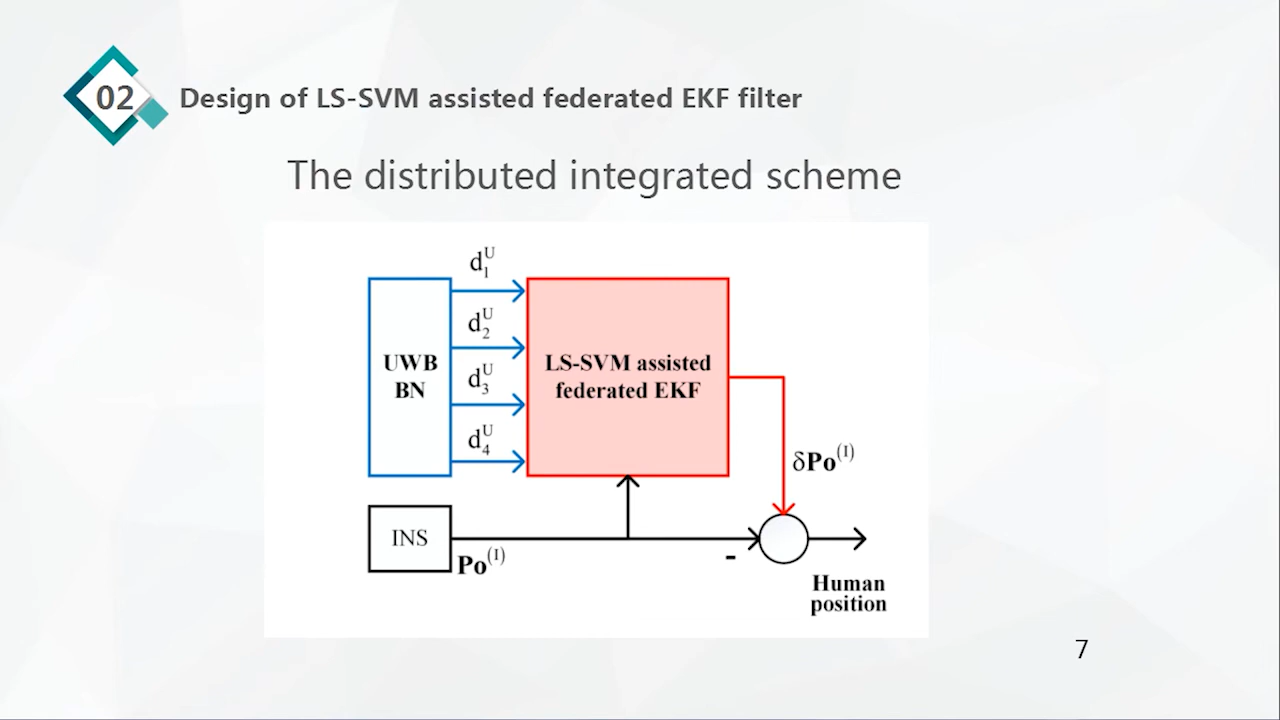 02
Design of LS-SVM assisted federated EKF filter
The distributed integrated scheme
d₁ᵁ
d₂ᵁ
d₃ᵁ
d₄ᵁ
UWB
BN
LS-SVM assisted
federated EKF
δPo⁽ᴵ⁾
INS
Po⁽ᴵ⁾
-
Human
position
7